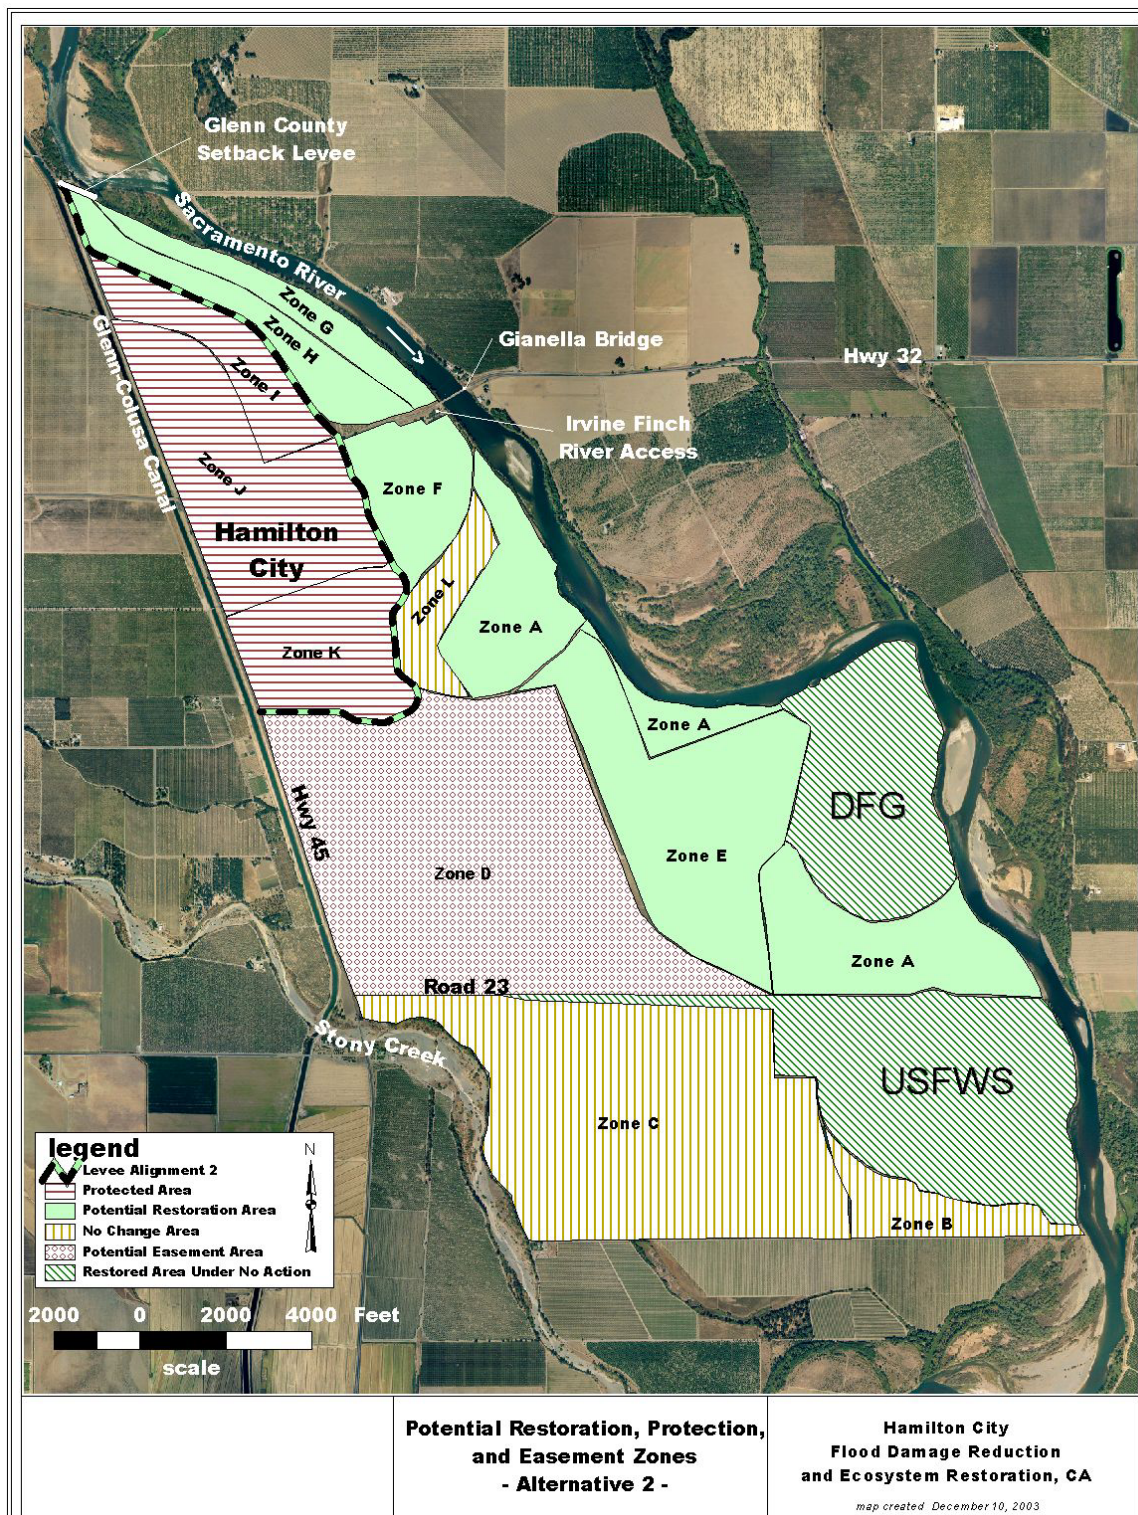 Glenn County
Setback Levee
Sacramento River
Zone G
Zone H
Gianella Bridge
Hwy 32
Glenn-Colusa Canal
Zone I
Irvine Finch
River Access
Zone J
Zone F
Hamilton
City
Zone L
Zone A
Zone K
Zone A
Hwy 45
DFG
Zone E
Zone D
Zone A
Road 23
Stony Creek
USFWS
Zone C
Zone B
legend
N
Levee Alignment 2
Protected Area
Potential Restoration Area
No Change Area
Potential Easement Area
Restored Area Under No Action
2000 0 2000 4000 Feet
scale
Potential Restoration, Protection,
and Easement Zones
- Alternative 2 -
Hamilton City
Flood Damage Reduction
and Ecosystem Restoration, CA
map created December 10, 2003